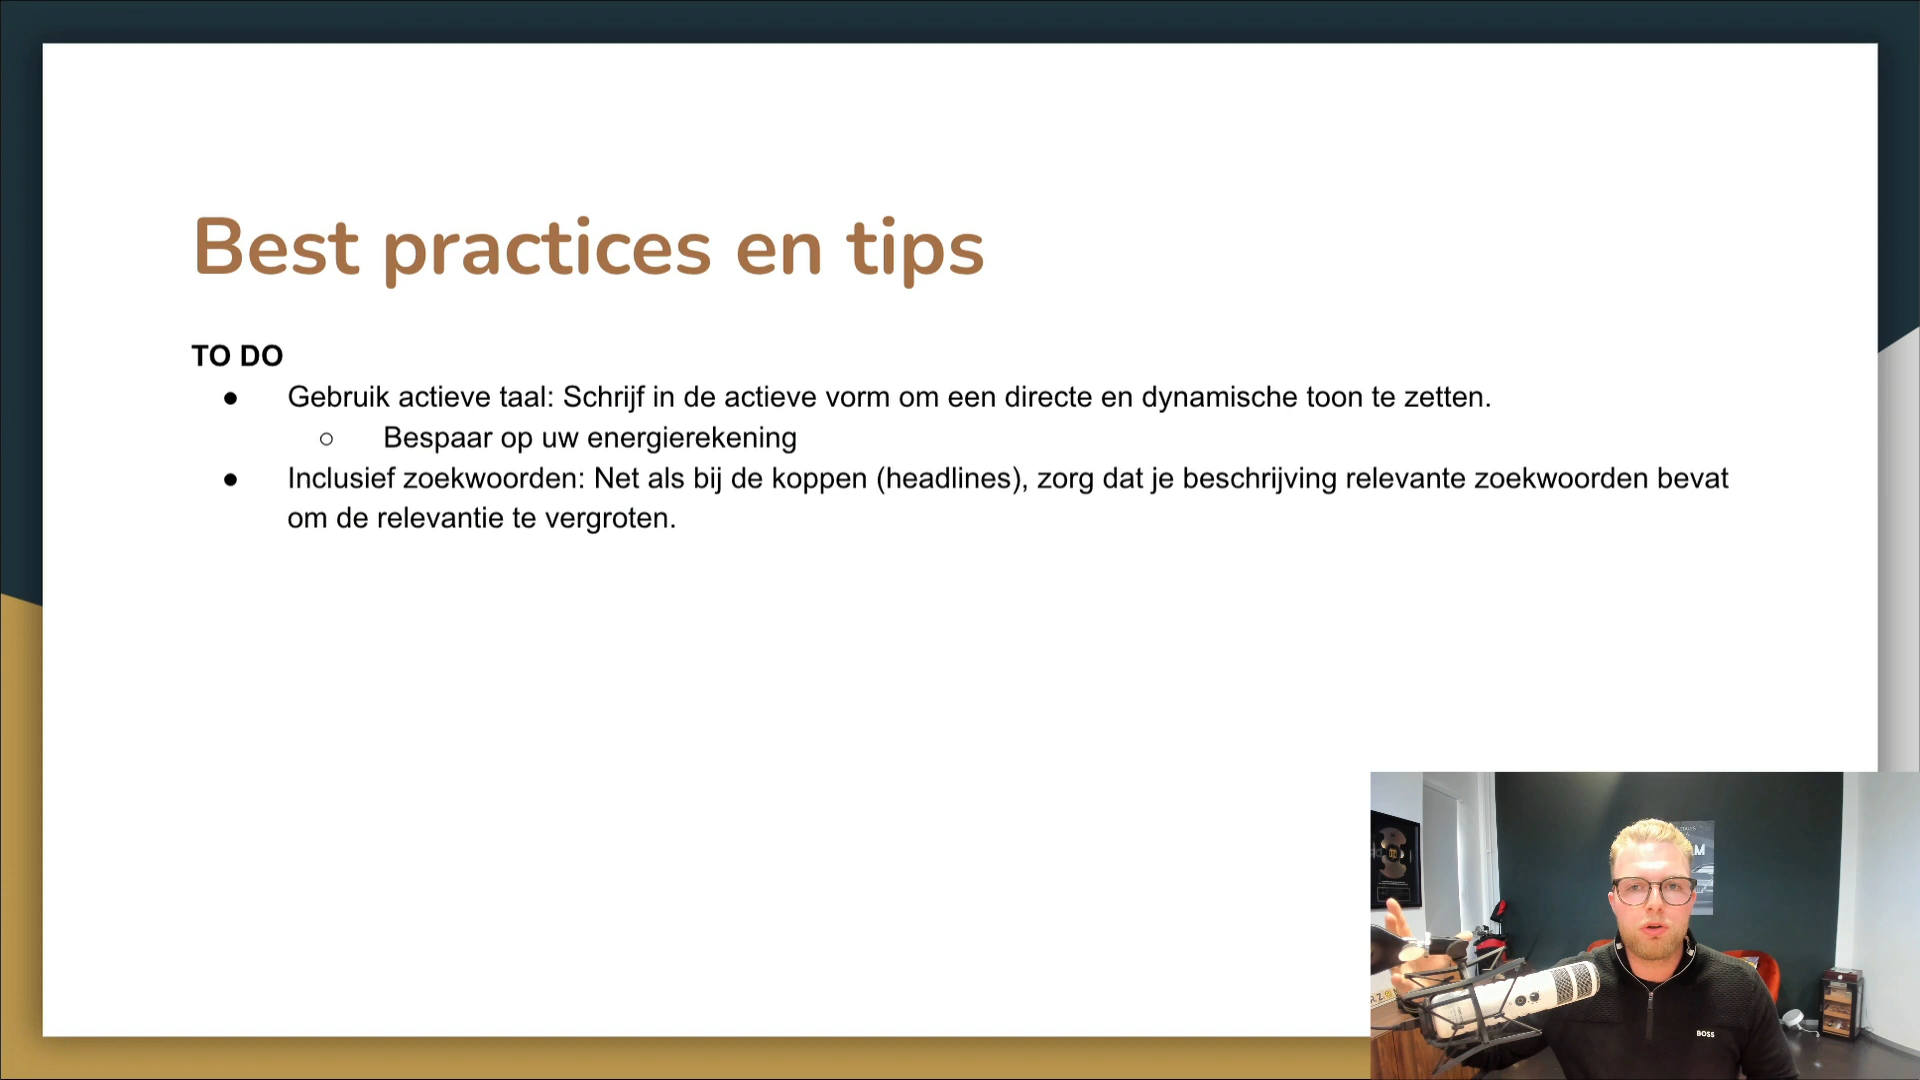 Best practices en tips
TO DO
● Gebruik actieve taal: Schrijf in de actieve vorm om een directe en dynamische toon te zetten.
○ Bespaar op uw energierekening
● Inclusief zoekwoorden: Net als bij de koppen (headlines), zorg dat je beschrijving relevante zoekwoorden bevat
om de relevantie te vergroten.
BOSS